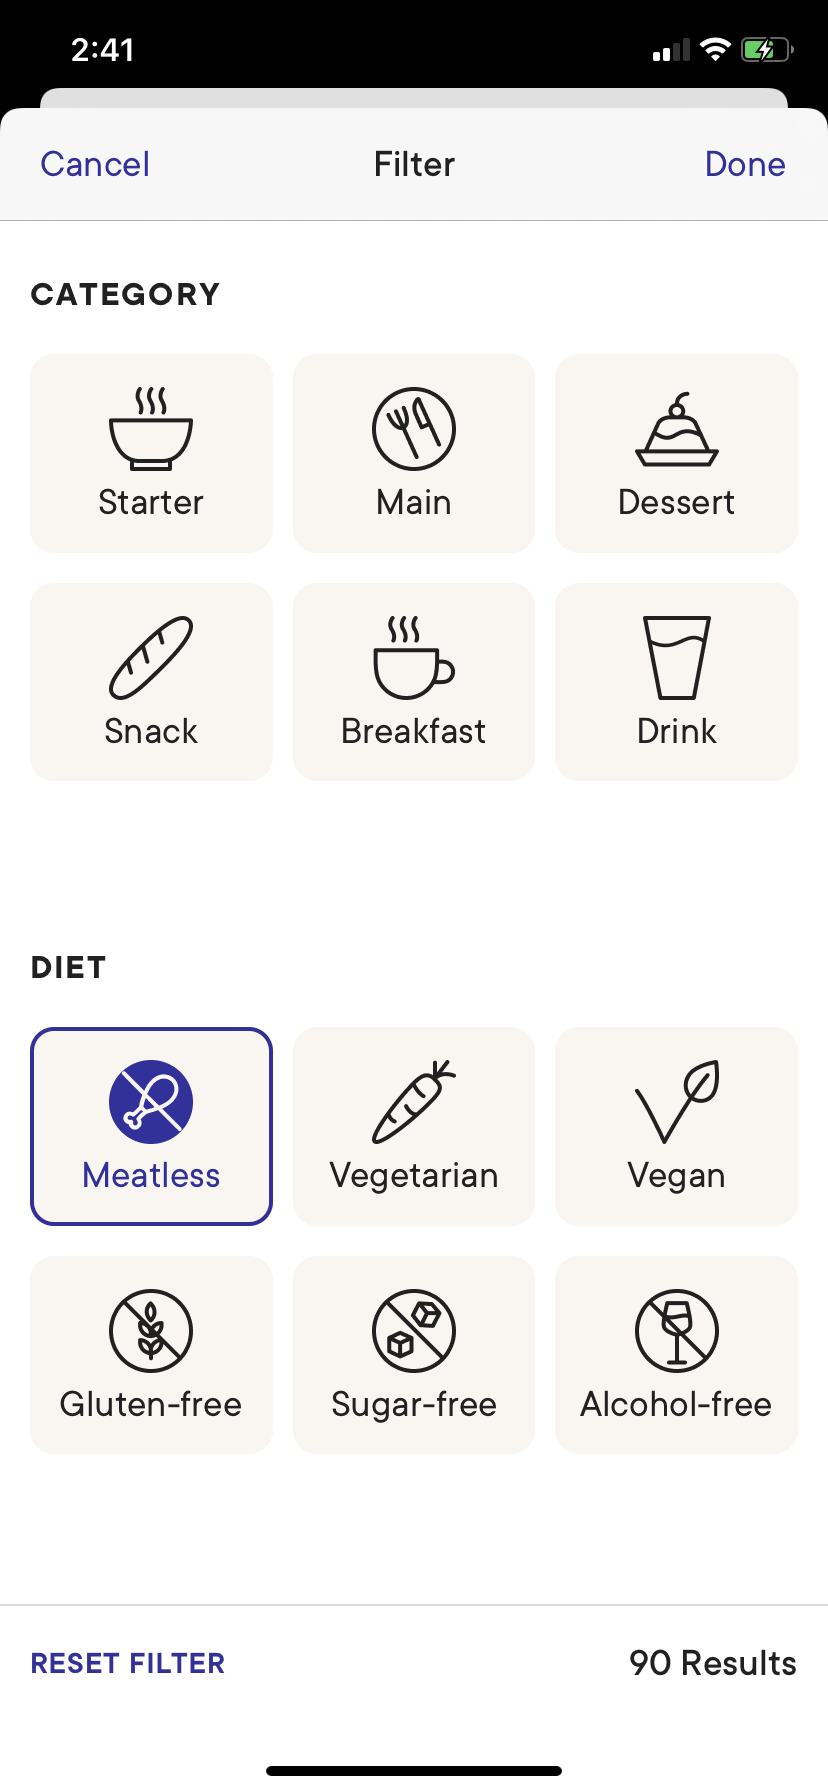 2:41
Cancel Filter Done
CATEGORY
Starter Main Dessert
Snack Breakfast Drink
DIET
Meatless Vegetarian Vegan
Gluten-free Sugar-free Alcohol-free
RESET FILTER 90 Results